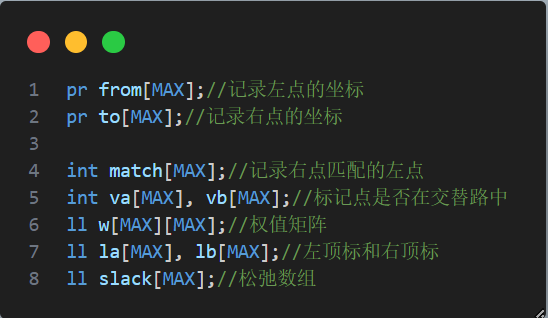 1 pr from[MAX];//记录左点的坐标
2 pr to[MAX];//记录右点的坐标
3
4 int match[MAX];//记录右点匹配的左点
5 int va[MAX], vb[MAX];//标记点是否在交替路中
6 ll w[MAX][MAX];//权值矩阵
7 ll la[MAX], lb[MAX];//左顶标和右顶标
8 ll slack[MAX];//松弛数组